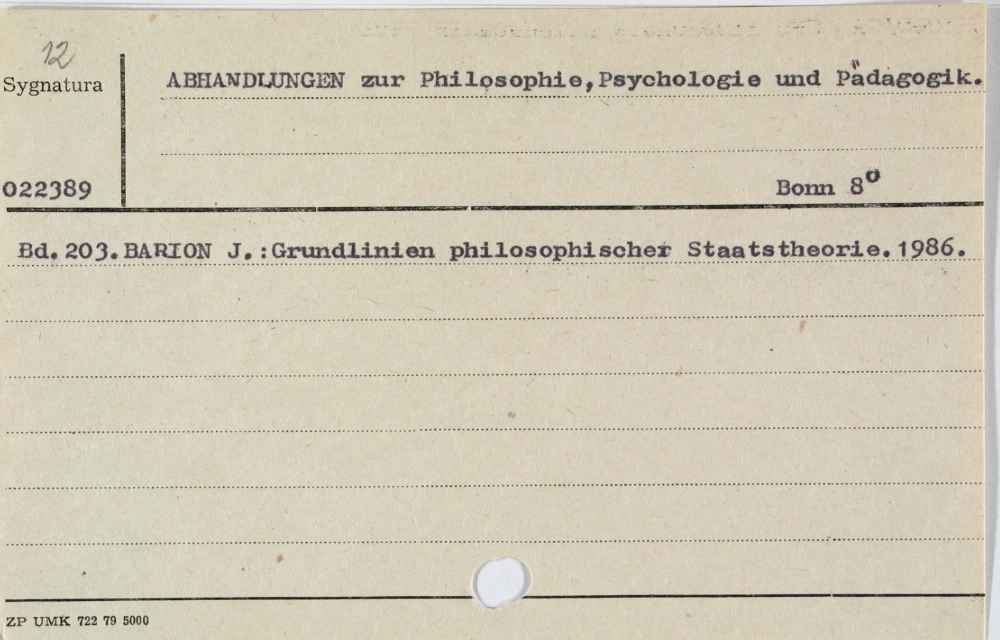 12
Sygnatura
ABHANDLUNGEN zur Philosophie,Psychologie und Pädagogik.
022389
Bonn 8º
Bd.203.BARION J.:Grundlinien philosophischer Staatstheorie.1986.
ZP UMK 722 79 5000